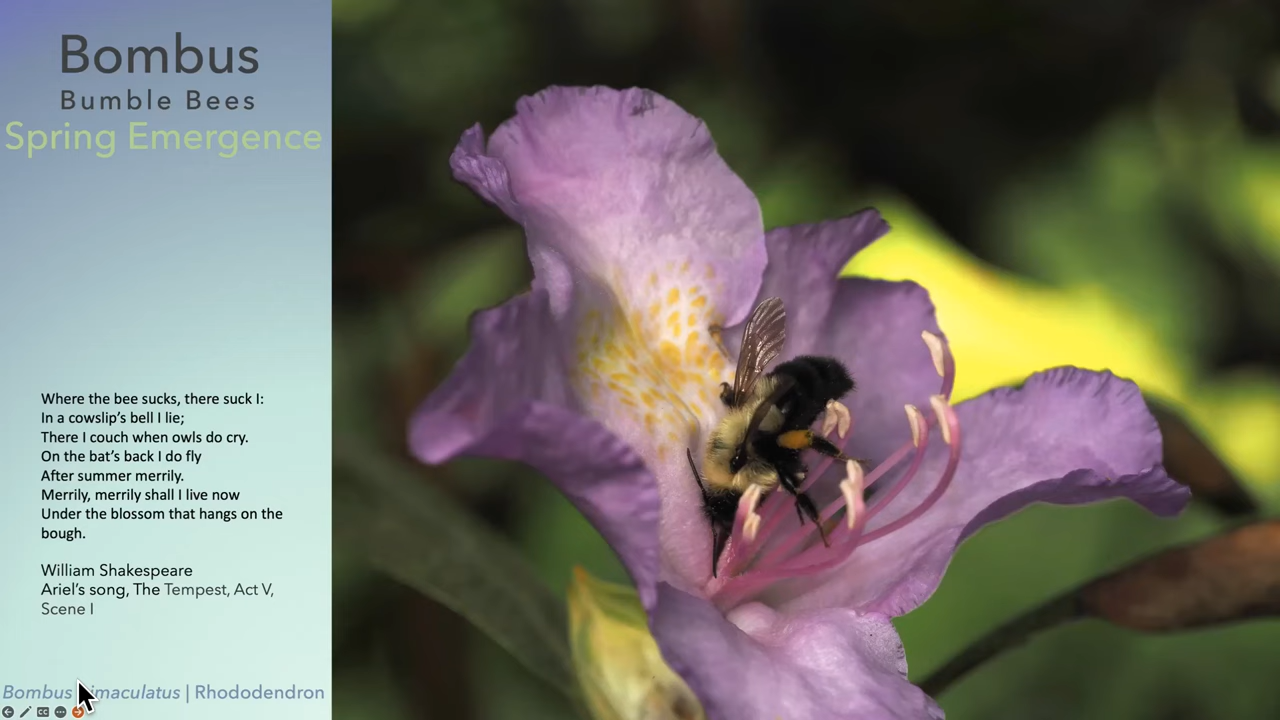 Bombus
Bumble Bees
Spring Emergence
Where the bee sucks, there suck I:
In a cowslip’s bell I lie;
There I couch when owls do cry.
On the bat’s back I do fly
After summer merrily.
Merrily, merrily shall I live now
Under the blossom that hangs on the
bough.
William Shakespeare
Ariel’s song, The Tempest, Act V,
Scene I
Bombus | Rhododendron
CC